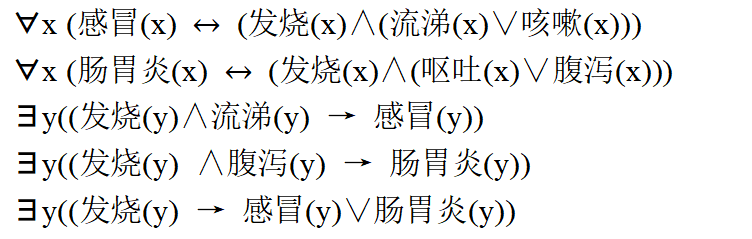 ∀x (感冒(x) ↔ (发烧(x)∧(流涕(x)∨咳嗽(x)))
∀x (肠胃炎(x) ↔ (发烧(x)∧(呕吐(x)∨腹泻(x)))
∃y((发烧(y)∧流涕(y) → 感冒(y))
∃y((发烧(y) ∧腹泻(y) → 肠胃炎(y))
∃y((发烧(y) → 感冒(y)∨肠胃炎(y))